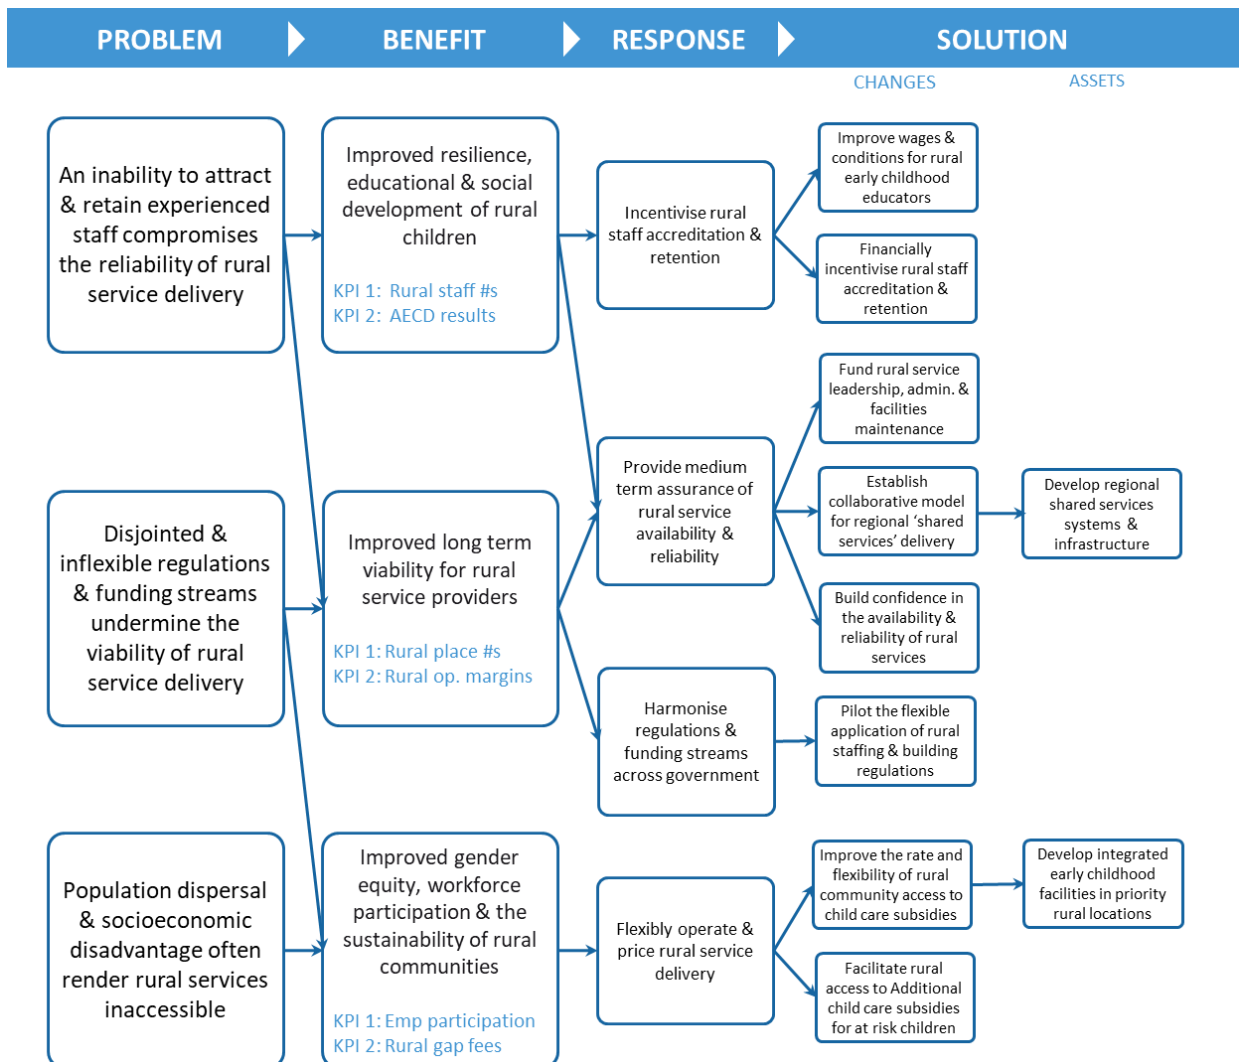 PROBLEM
BENEFIT
RESPONSE
SOLUTION
CHANGES
ASSETS
An inability to attract
& retain experienced
staff compromises
the reliability of rural
service delivery
Improved resilience,
educational & social
development of rural
children
KPI 1: Rural staff #s
KPI 2: AECD results
Incentivise rural
staff accreditation &
retention
Improve wages &
conditions for rural
early childhood
educators
Financially
incentivise rural staff
accreditation &
retention
Disjointed &
inflexible regulations
& funding streams
undermine the
viability of rural
service delivery
Improved long term
viability for rural
service providers
KPI 1: Rural place #s
KPI 2: Rural op. margins
Provide medium
term assurance of
rural service
availability &
reliability
Fund rural service
leadership, admin. &
facilities
maintenance
Establish
collaborative model
for regional ‘shared
services’ delivery
Develop regional
shared services
systems &
infrastructure
Build confidence in
the availability &
reliability of rural
services
Harmonise
regulations &
funding streams
across government
Pilot the flexible
application of rural
staffing & building
regulations
Population dispersal
& socioeconomic
disadvantage often
render rural services
inaccessible
Improved gender
equity, workforce
participation & the
sustainability of rural
communities
KPI 1: Emp participation
KPI 2: Rural gap fees
Flexibly operate &
price rural service
delivery
Improve the rate and
flexibility of rural
community access to
child care subsidies
Develop integrated
early childhood
facilities in priority
rural locations
Facilitate rural
access to Additional
child care subsidies
for at risk children